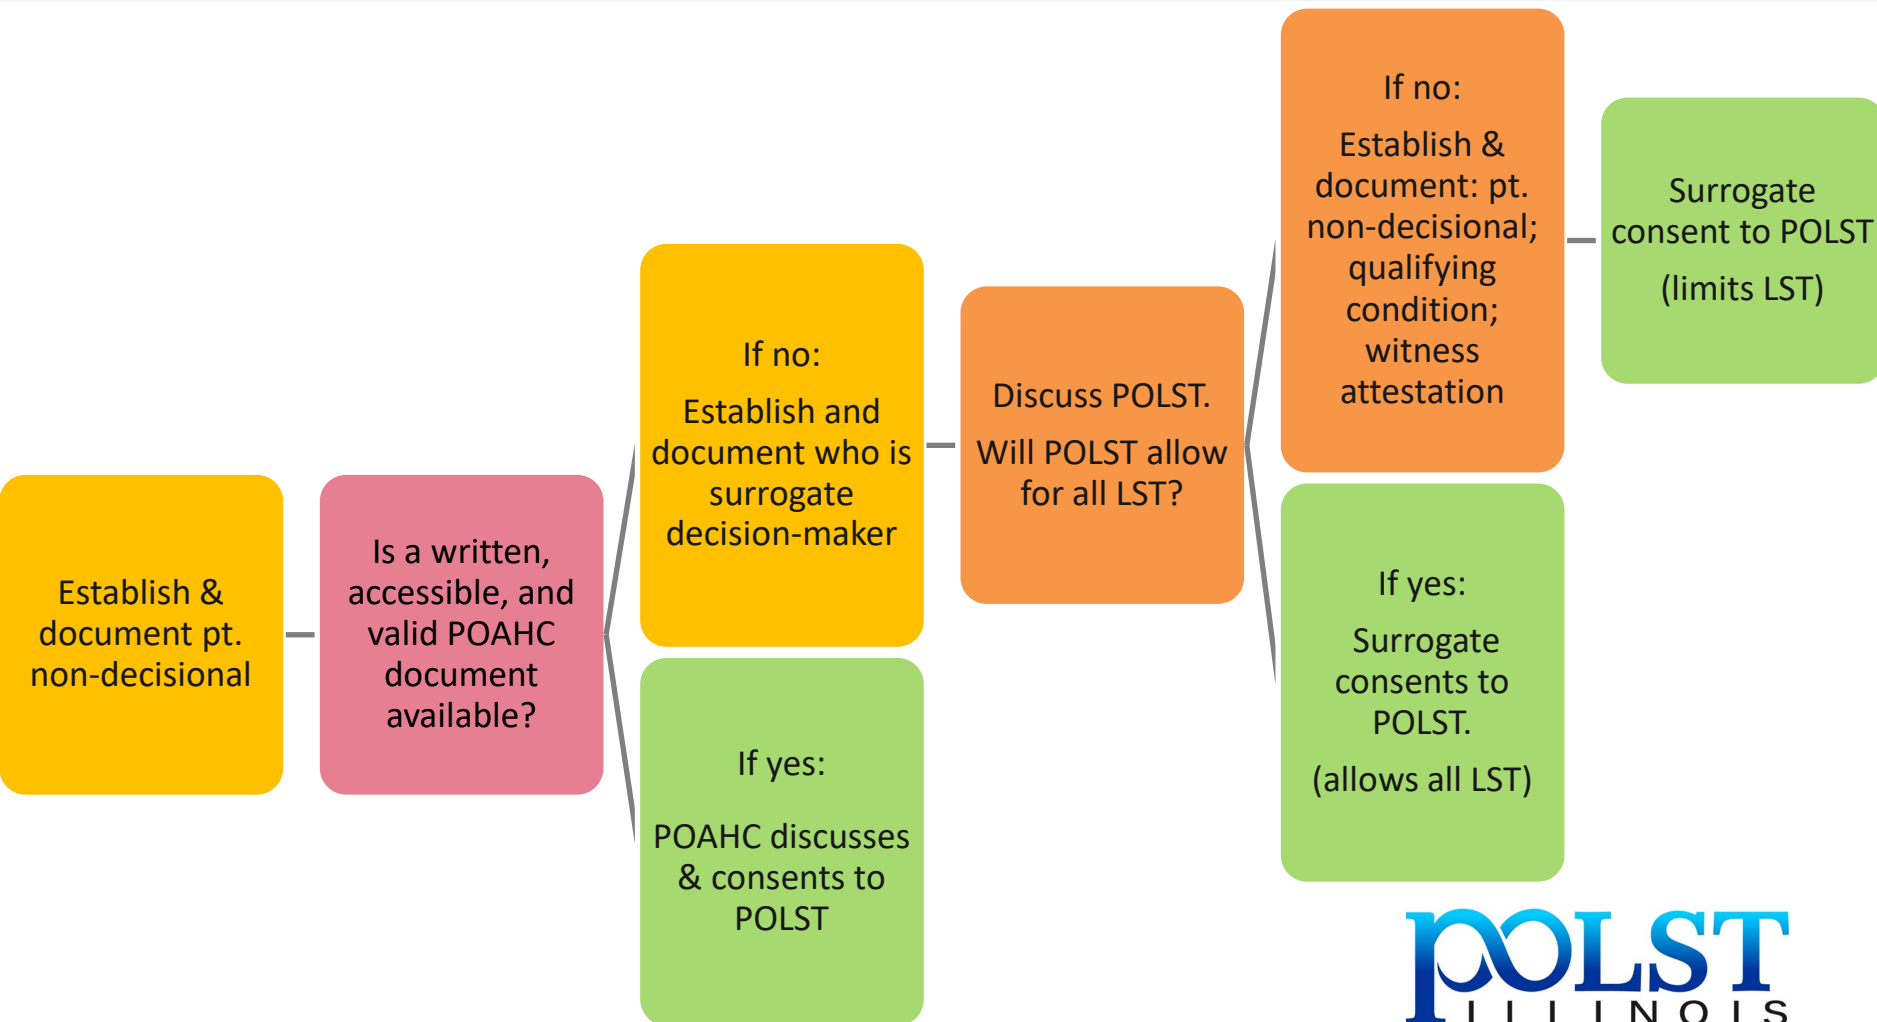 Establish &
document pt.
non-decisional
Is a written,
accessible, and
valid POAHC
document
available?
If no:
Establish and
document who is
surrogate
decision-maker
If yes:
POAHC discusses
& consents to
POLST
Discuss POLST.
Will POLST allow
for all LST?
If no:
Establish &
document: pt.
non-decisional;
qualifying
condition;
witness
attestation
Surrogate
consent to POLST
(limits LST)
If yes:
Surrogate
consents to
POLST.
(allows all LST)
pOLST
ILLINOIS